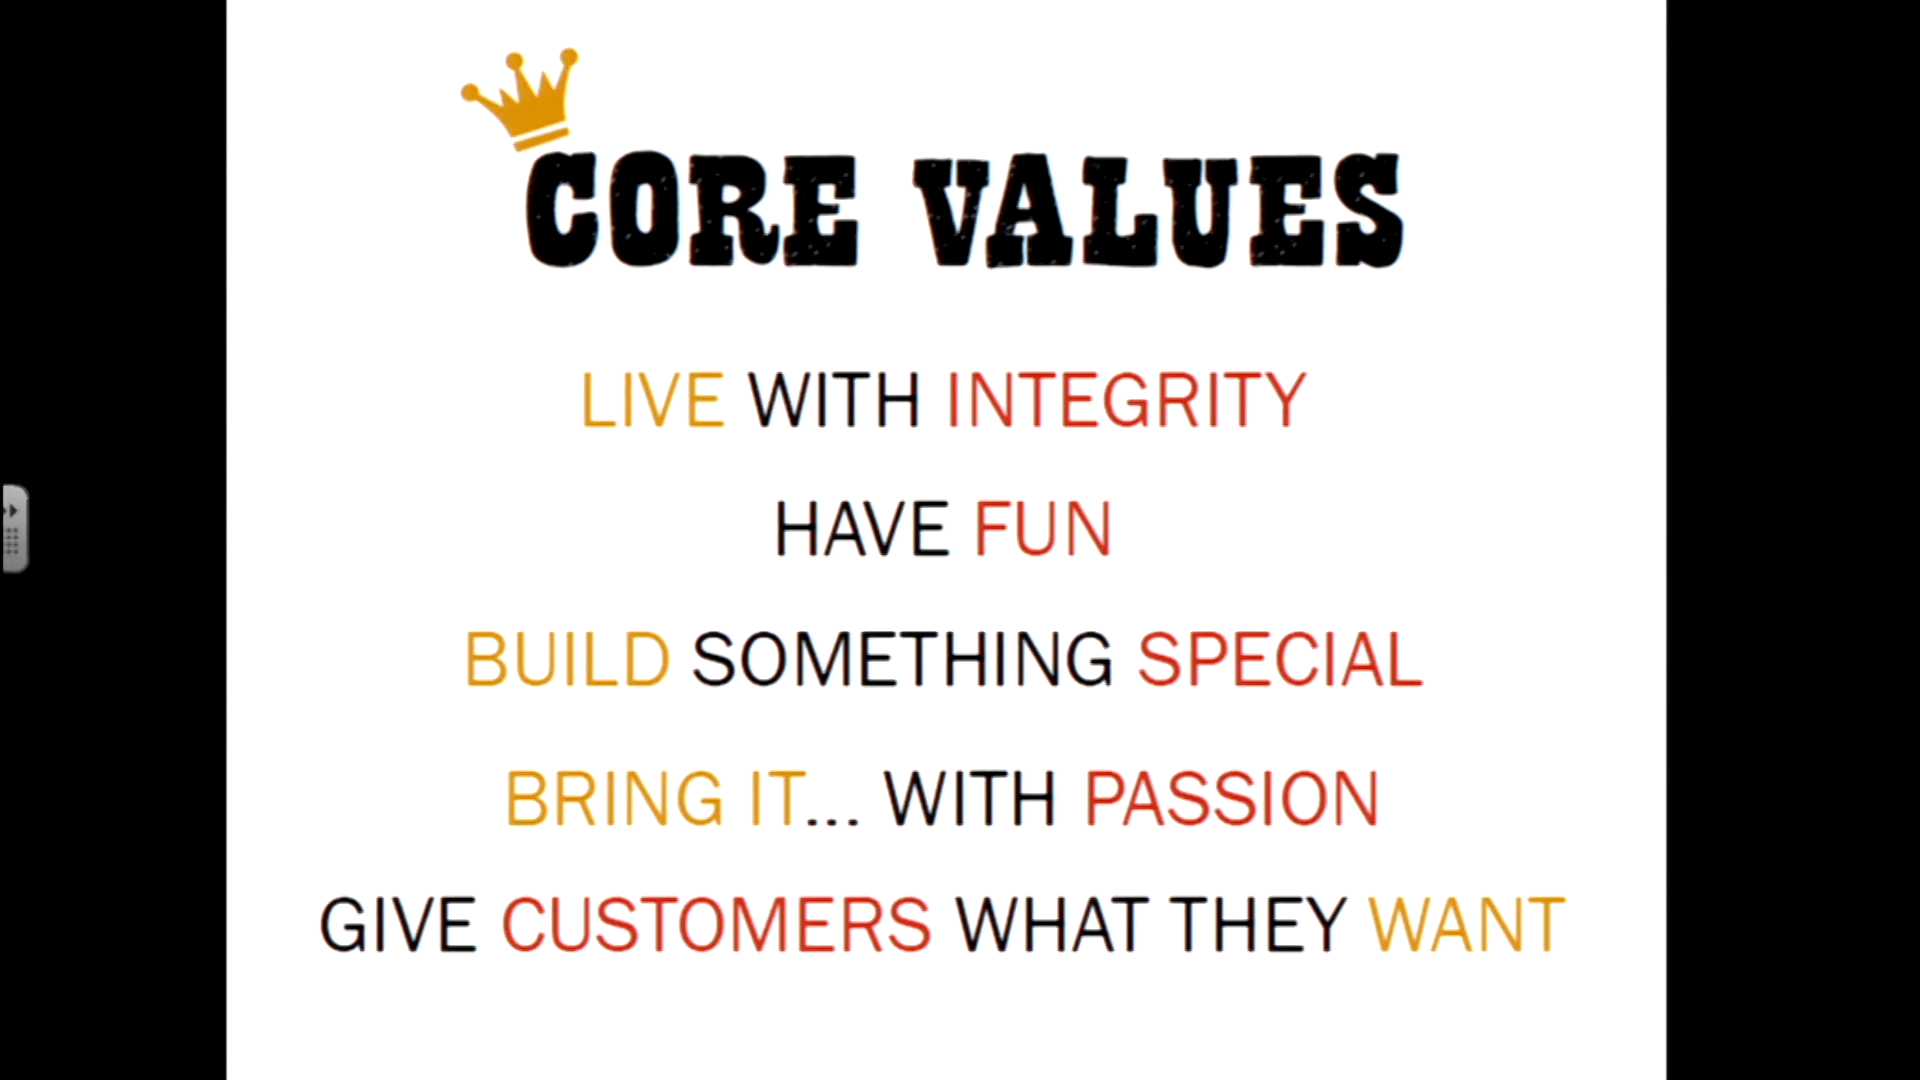 CORE VALUES
LIVE WITH INTEGRITY
HAVE FUN
BUILD SOMETHING SPECIAL
BRING IT... WITH PASSION
GIVE CUSTOMERS WHAT THEY WANT